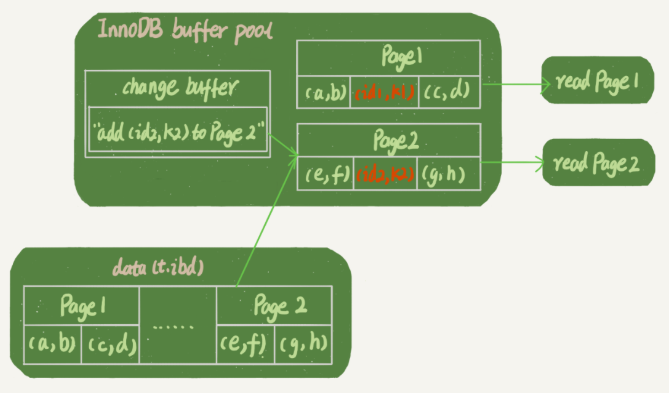 InnoDB buffer pool
change buffer
"add (id2,k2) to Page 2"
Page1
(a,b) (id1,k1) (c,d)
Page2
(e,f) (id2,k2) (g,h)
read Page 1
read Page 2
data (t.ibd)
Page 1
(a,b) (c,d)
......
Page 2
(e,f) (g,h)